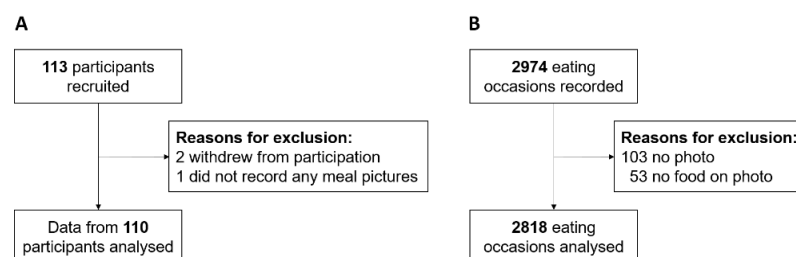 A
113 participants
recruited
Reasons for exclusion:
2 withdrew from participation
1 did not record any meal pictures
Data from 110
participants analysed
B
2974 eating
occasions recorded
Reasons for exclusion:
103 no photo
53 no food on photo
2818 eating
occasions analysed